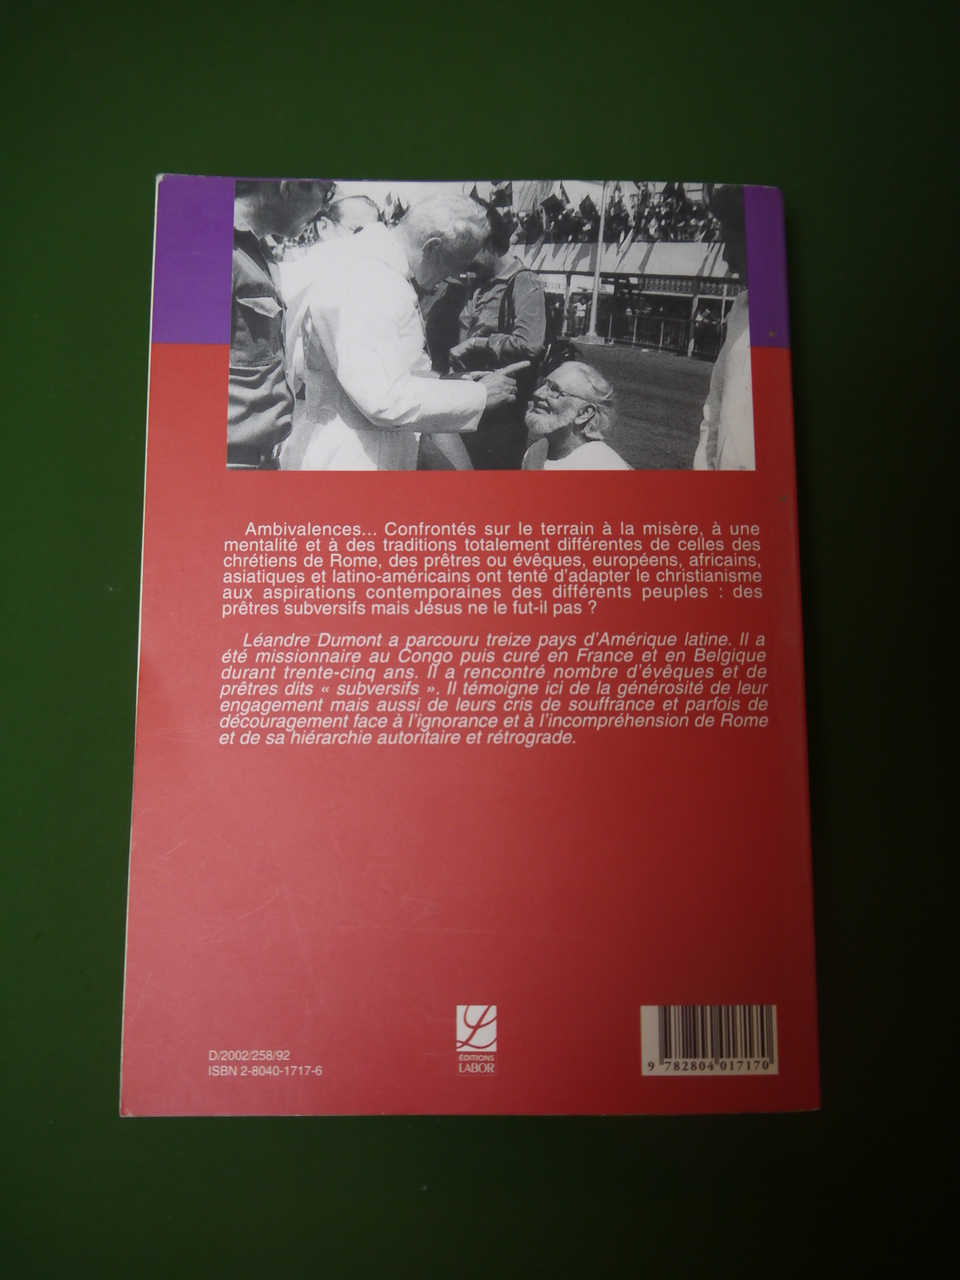 Ambivalences... Confrontés sur le terrain à la misère, à une
mentalité et à des traditions totalement différentes de celles des
chrétiens de Rome, des prêtres ou évêques, européens, africains,
asiatiques et latino-américains ont tenté d'adapter le christianisme
aux aspirations contemporaines des différents peuples : des
prêtres subversifs mais Jésus ne le fut-il pas ?
Léandre Dumont a parcouru treize pays d'Amérique latine. Il a
été missionnaire au Congo puis curé en France et en Belgique
durant trente-cinq ans. Il a rencontré nombre d'évêques et de
prêtres dits « subversifs ». Il témoigne ici de la générosité de leur
engagement mais aussi de leurs cris de souffrance et parfois de
découragement face à l'ignorance et à l'incompréhension de Rome
et de sa hiérarchie autoritaire et rétrograde.
D/2002/258/92
ISBN 2-8040-1717-6
L
ÉDITIONS
LABOR
9 782804 017170